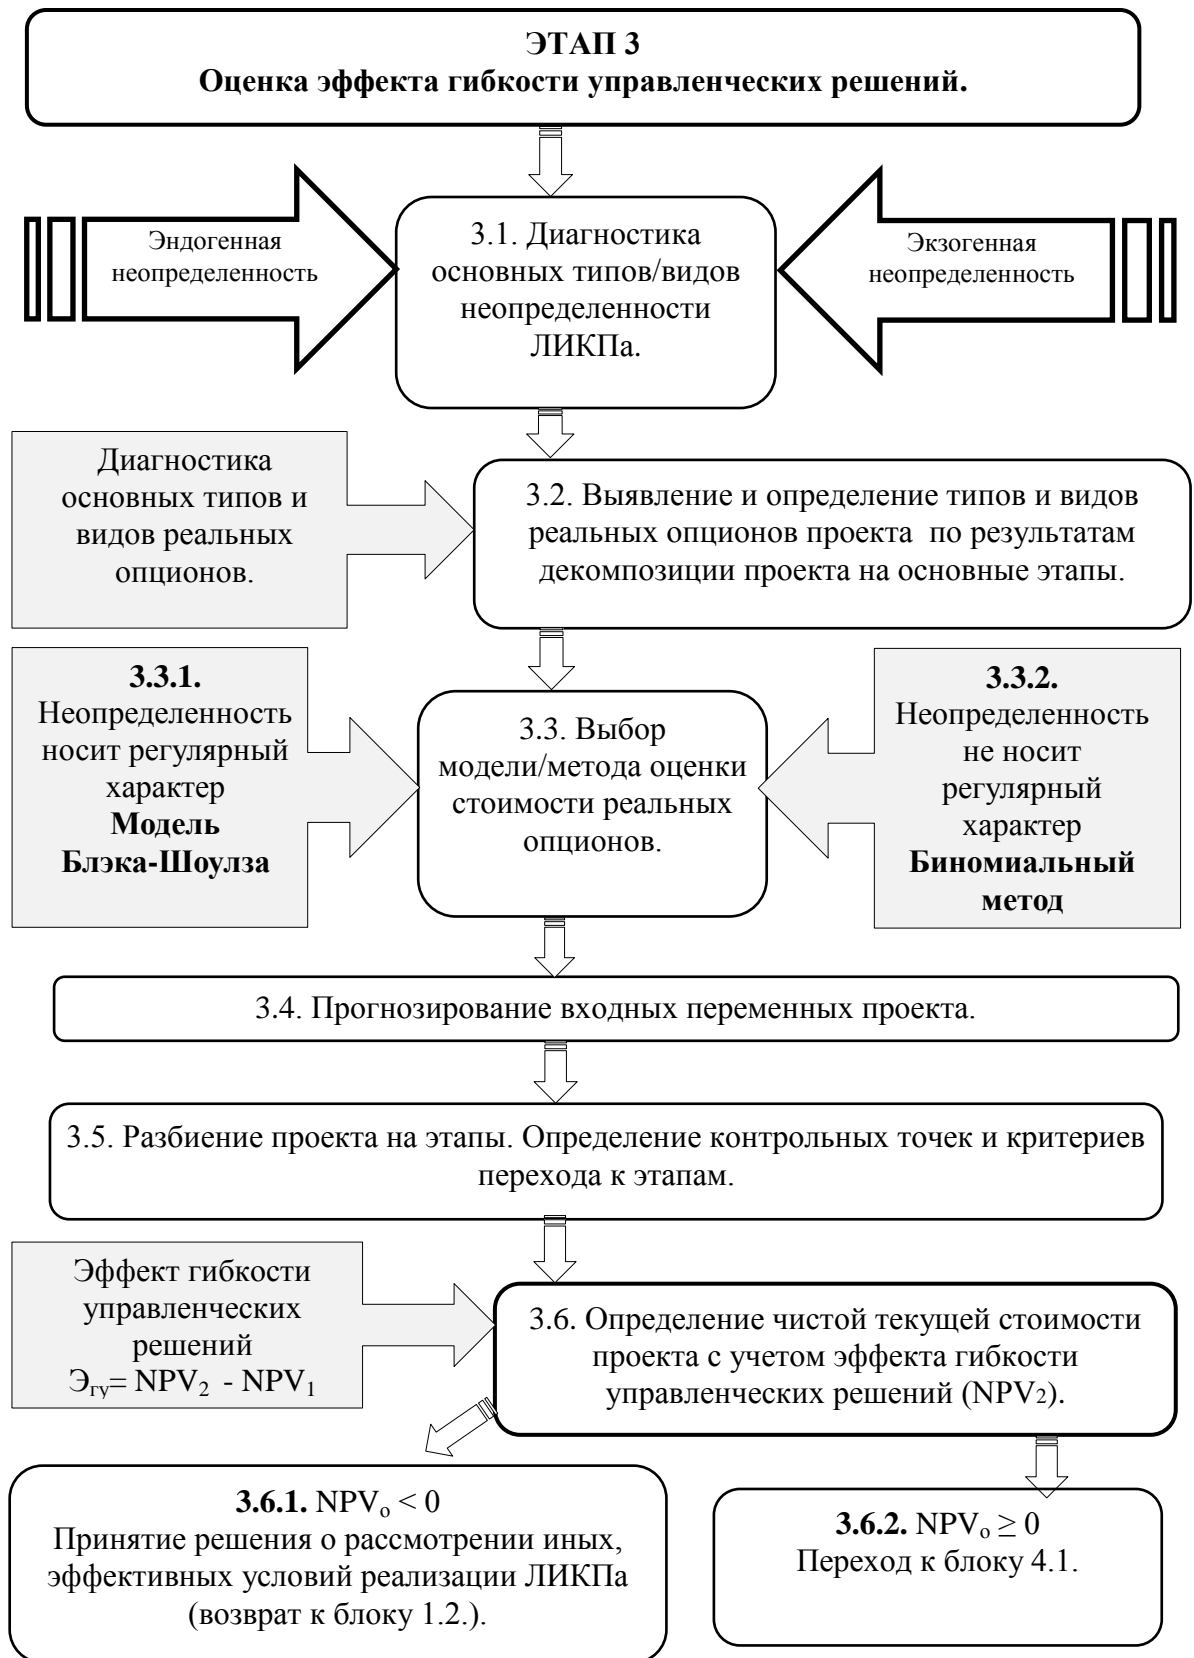 ЭТАП 3
Оценка эффекта гибкости управленческих решений.
Эндогенная
неопределенность
3.1. Диагностика
основных типов/видов
неопределенности
ЛИКПа.
Экзогенная
неопределенность
Диагностика
основных типов и
видов реальных
опционов.
3.2. Выявление и определение типов и видов
реальных опционов проекта по результатам
декомпозиции проекта на основные этапы.
3.3.1.
Неопределенность
носит регулярный
характер
Модель
Блэка-Шоулза
3.3. Выбор
модели/метода оценки
стоимости реальных
опционов.
3.3.2.
Неопределенность
не носит
регулярный
характер
Биномиальный
метод
3.4. Прогнозирование входных переменных проекта.
3.5. Разбиение проекта на этапы. Определение контрольных точек и критериев
перехода к этапам.
Эффект гибкости
управленческих
решений
Эгу= NPV2 - NPV1
3.6. Определение чистой текущей стоимости
проекта с учетом эффекта гибкости
управленческих решений (NPV2).
3.6.1. NPVо < 0
Принятие решения о рассмотрении иных,
эффективных условий реализации ЛИКПа
(возврат к блоку 1.2.).
3.6.2. NPVо ≥ 0
Переход к блоку 4.1.